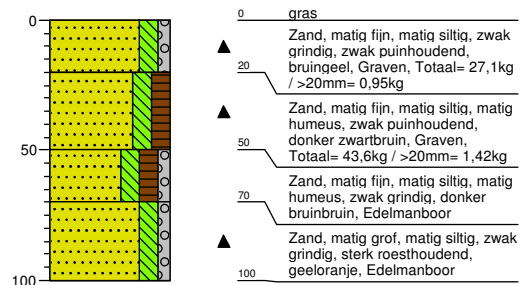 0
50
100
0
gras
Zand, matig fijn, matig siltig, zwak
grindig, zwak puinhoudend,
bruingeel, Graven, Totaal= 27,1kg
/ >20mm= 0,95kg
20
Zand, matig fijn, matig siltig, matig
humeus, zwak puinhoudend,
donker zwartbruin, Graven,
Totaal= 43,6kg / >20mm= 1,42kg
50
Zand, matig fijn, matig siltig, matig
humeus, zwak grindig, donker
bruinbruin, Edelmanboor
70
Zand, matig grof, matig siltig, zwak
grindig, sterk roesthoudend,
geeloranje, Edelmanboor
100